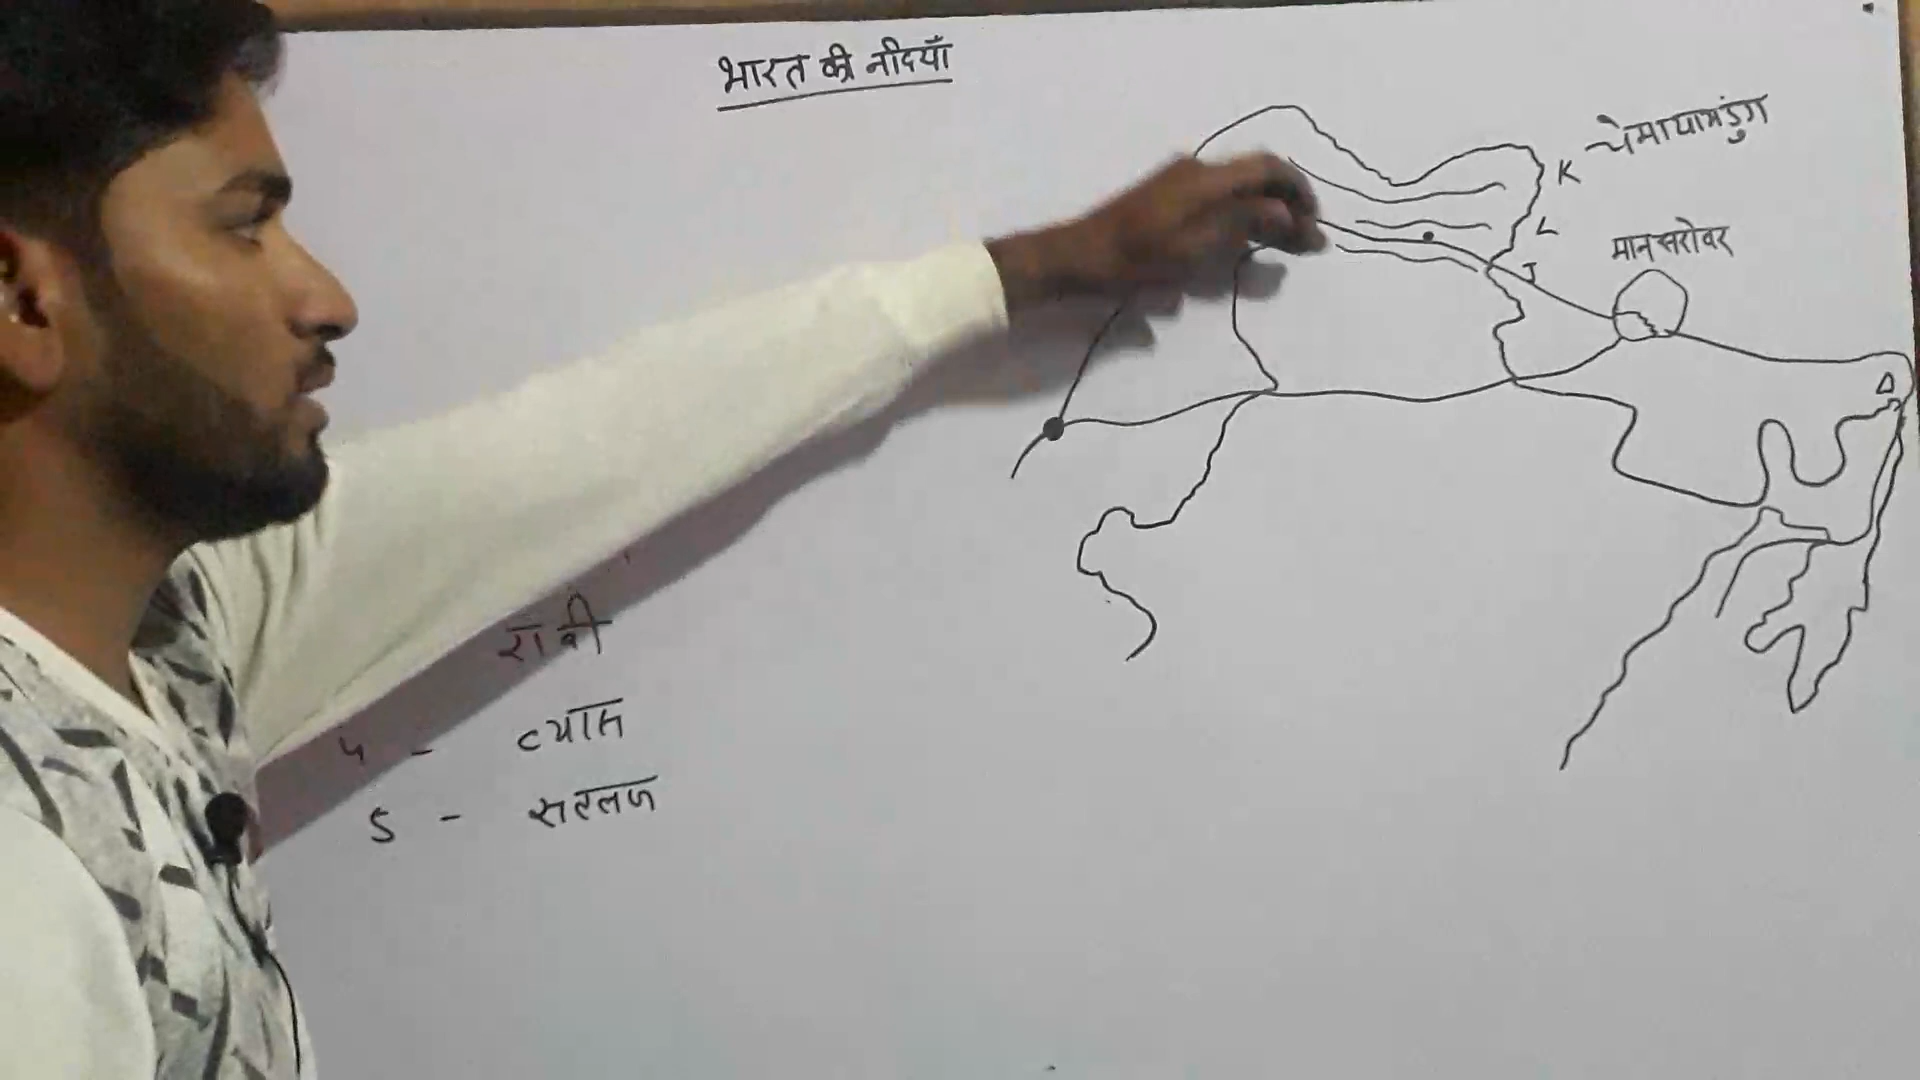 भारत की नदियाँ
K
चेमायामडुंग
L
मानसरोवर
J
रावी
4 - व्यास
5 - सतलज